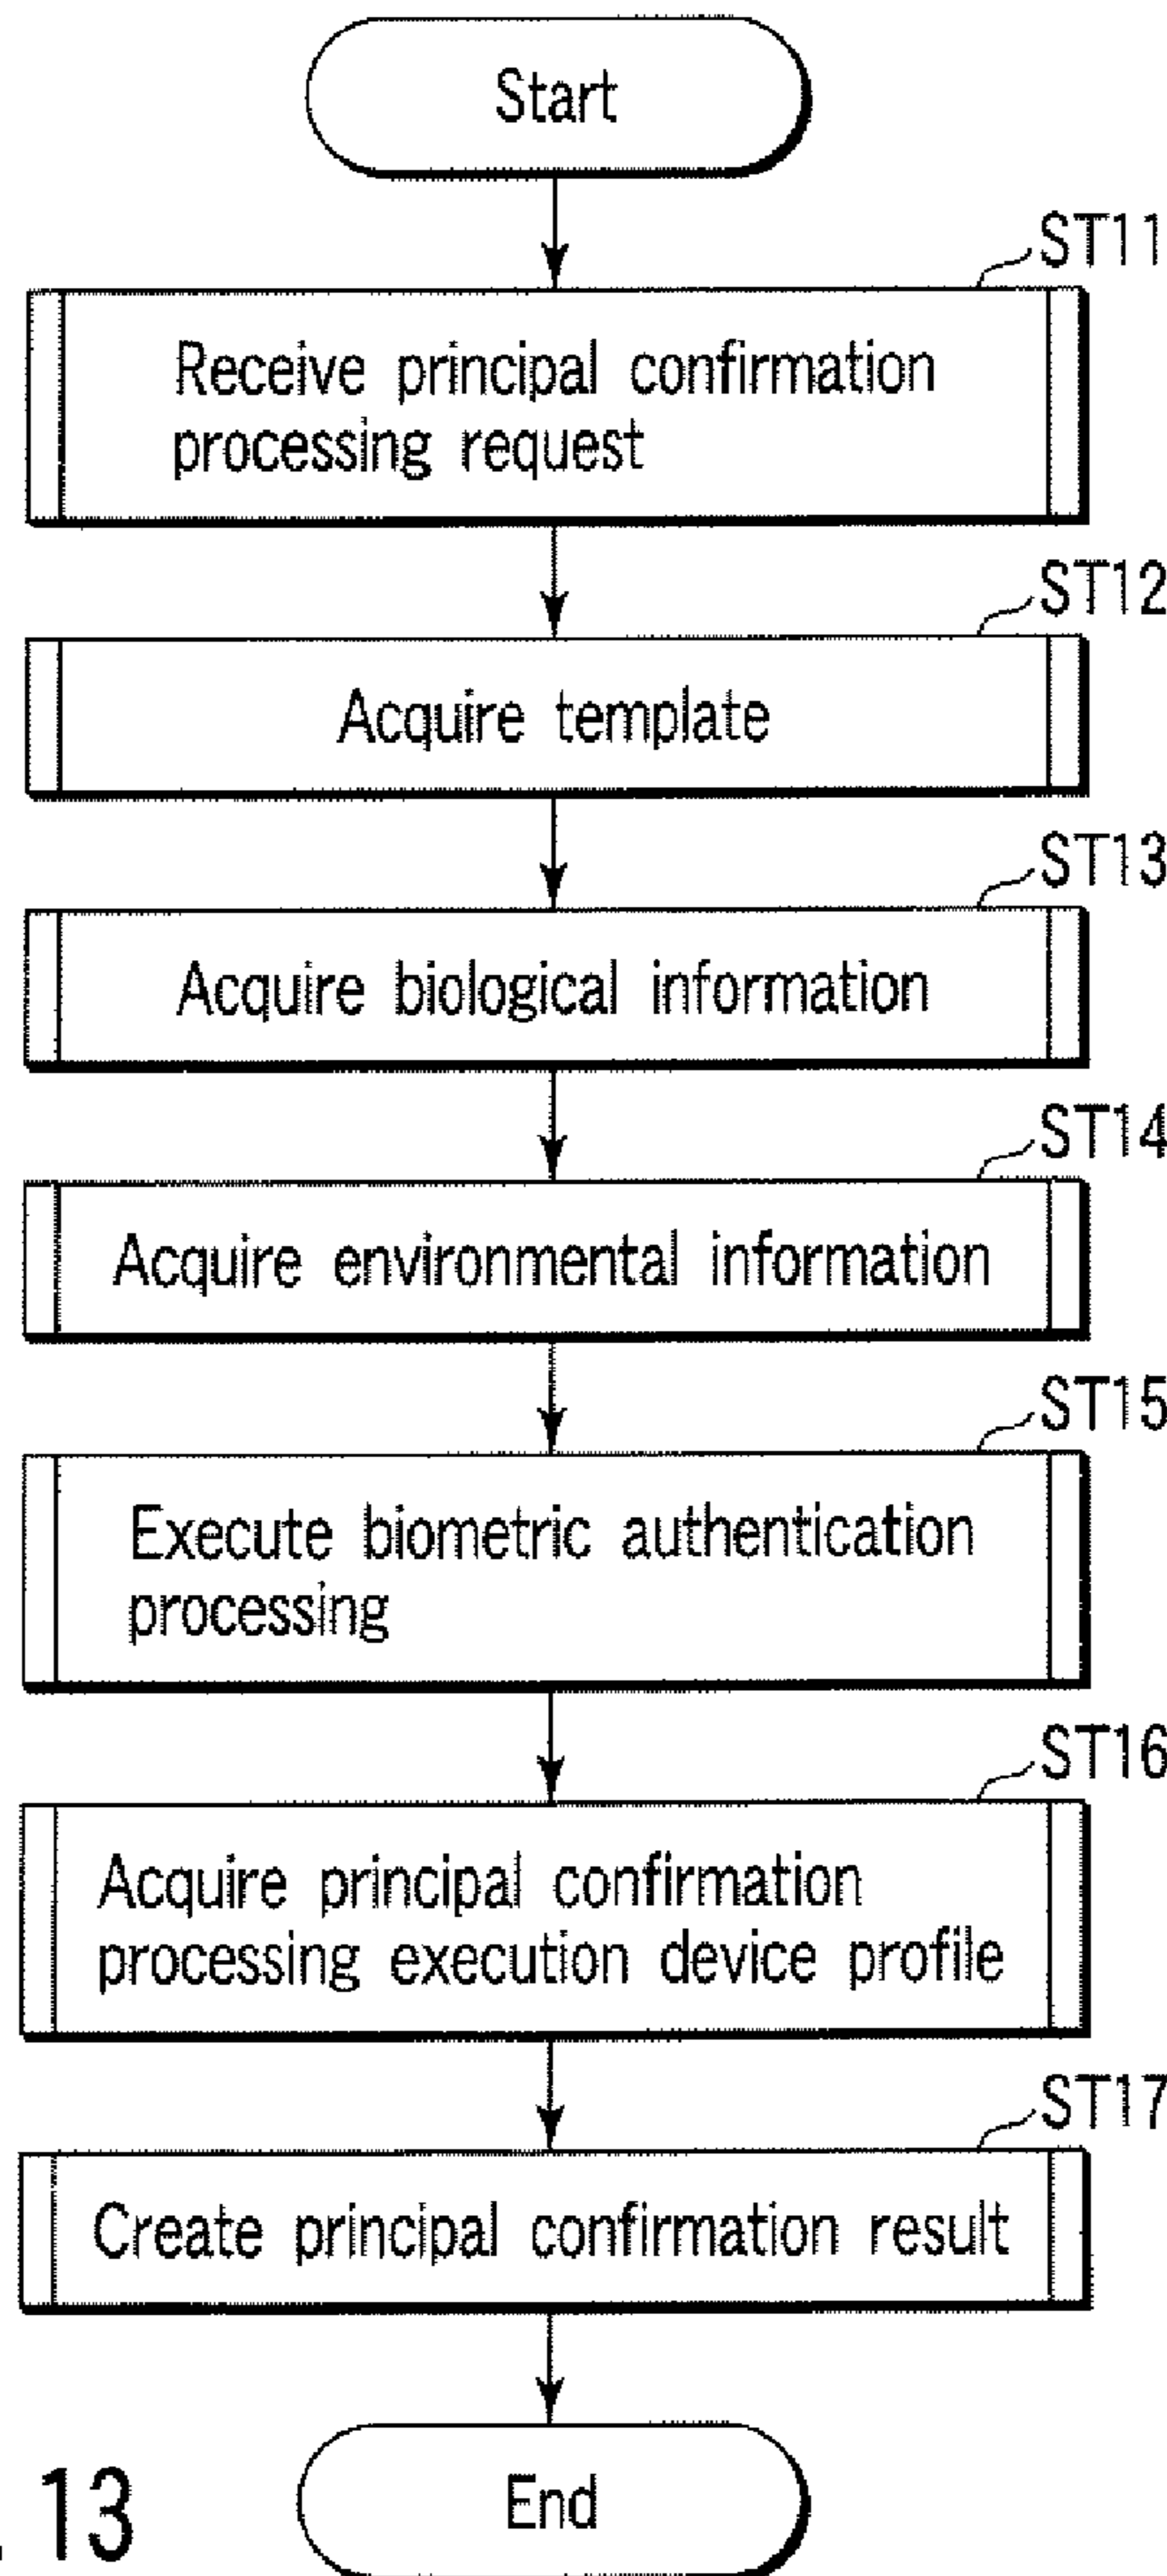 Start
ST11
Receive principal confirmation
processing request
ST12
Acquire template
ST13
Acquire biological information
ST14
Acquire environmental information
ST15
Execute biometric authentication
processing
ST16
Acquire principal confirmation
processing execution device profile
ST17
Create principal confirmation result
End
. 13